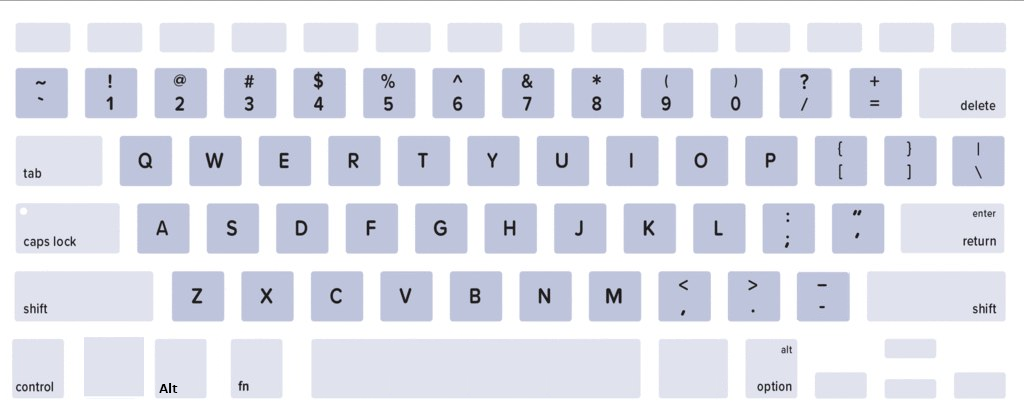 ~ ! @ # $ % ^ & * ( ) ? +
` 1 2 3 4 5 6 7 8 9 0 / = delete
tab Q W E R T Y U I O P { [ } ] | \
caps lock A S D F G H J K L : ; " ' enter return
shift Z X C V B N M < , > . – - shift
control Alt fn alt option